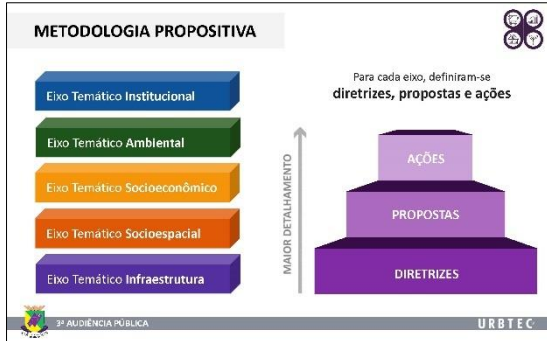 METODOLOGIA PROPOSITIVA
Eixo Temático Institucional
Eixo Temático Ambiental
Eixo Temático Socioeconômico
Eixo Temático Socioespacial
Eixo Temático Infraestrutura
Para cada eixo, definiram-se
diretrizes, propostas e ações
MAIOR DETALHAMENTO
AÇÕES
PROPOSTAS
DIRETRIZES
3ª AUDIÊNCIA PÚBLICA
URBTEC